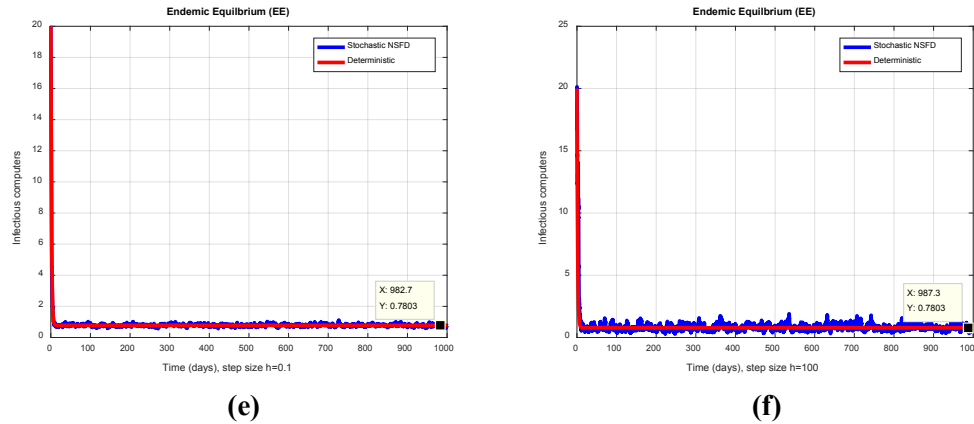 Endemic Equilbrium (EE)
20
18
16
14
12
10
8
6
4
2
0
Infectious computers
Stochastic NSFD
Deterministic
X: 982.7
Y: 0.7803
0 100 200 300 400 500 600 700 800 900 1000
Time (days), step size h=0.1
(e)
Endemic Equilbrium (EE)
25
20
15
10
5
0
Infectious computers
Stochastic NSFD
Deterministic
X: 987.3
Y: 0.7803
0 100 200 300 400 500 600 700 800 900 100
Time (days), step size h=100
(f)